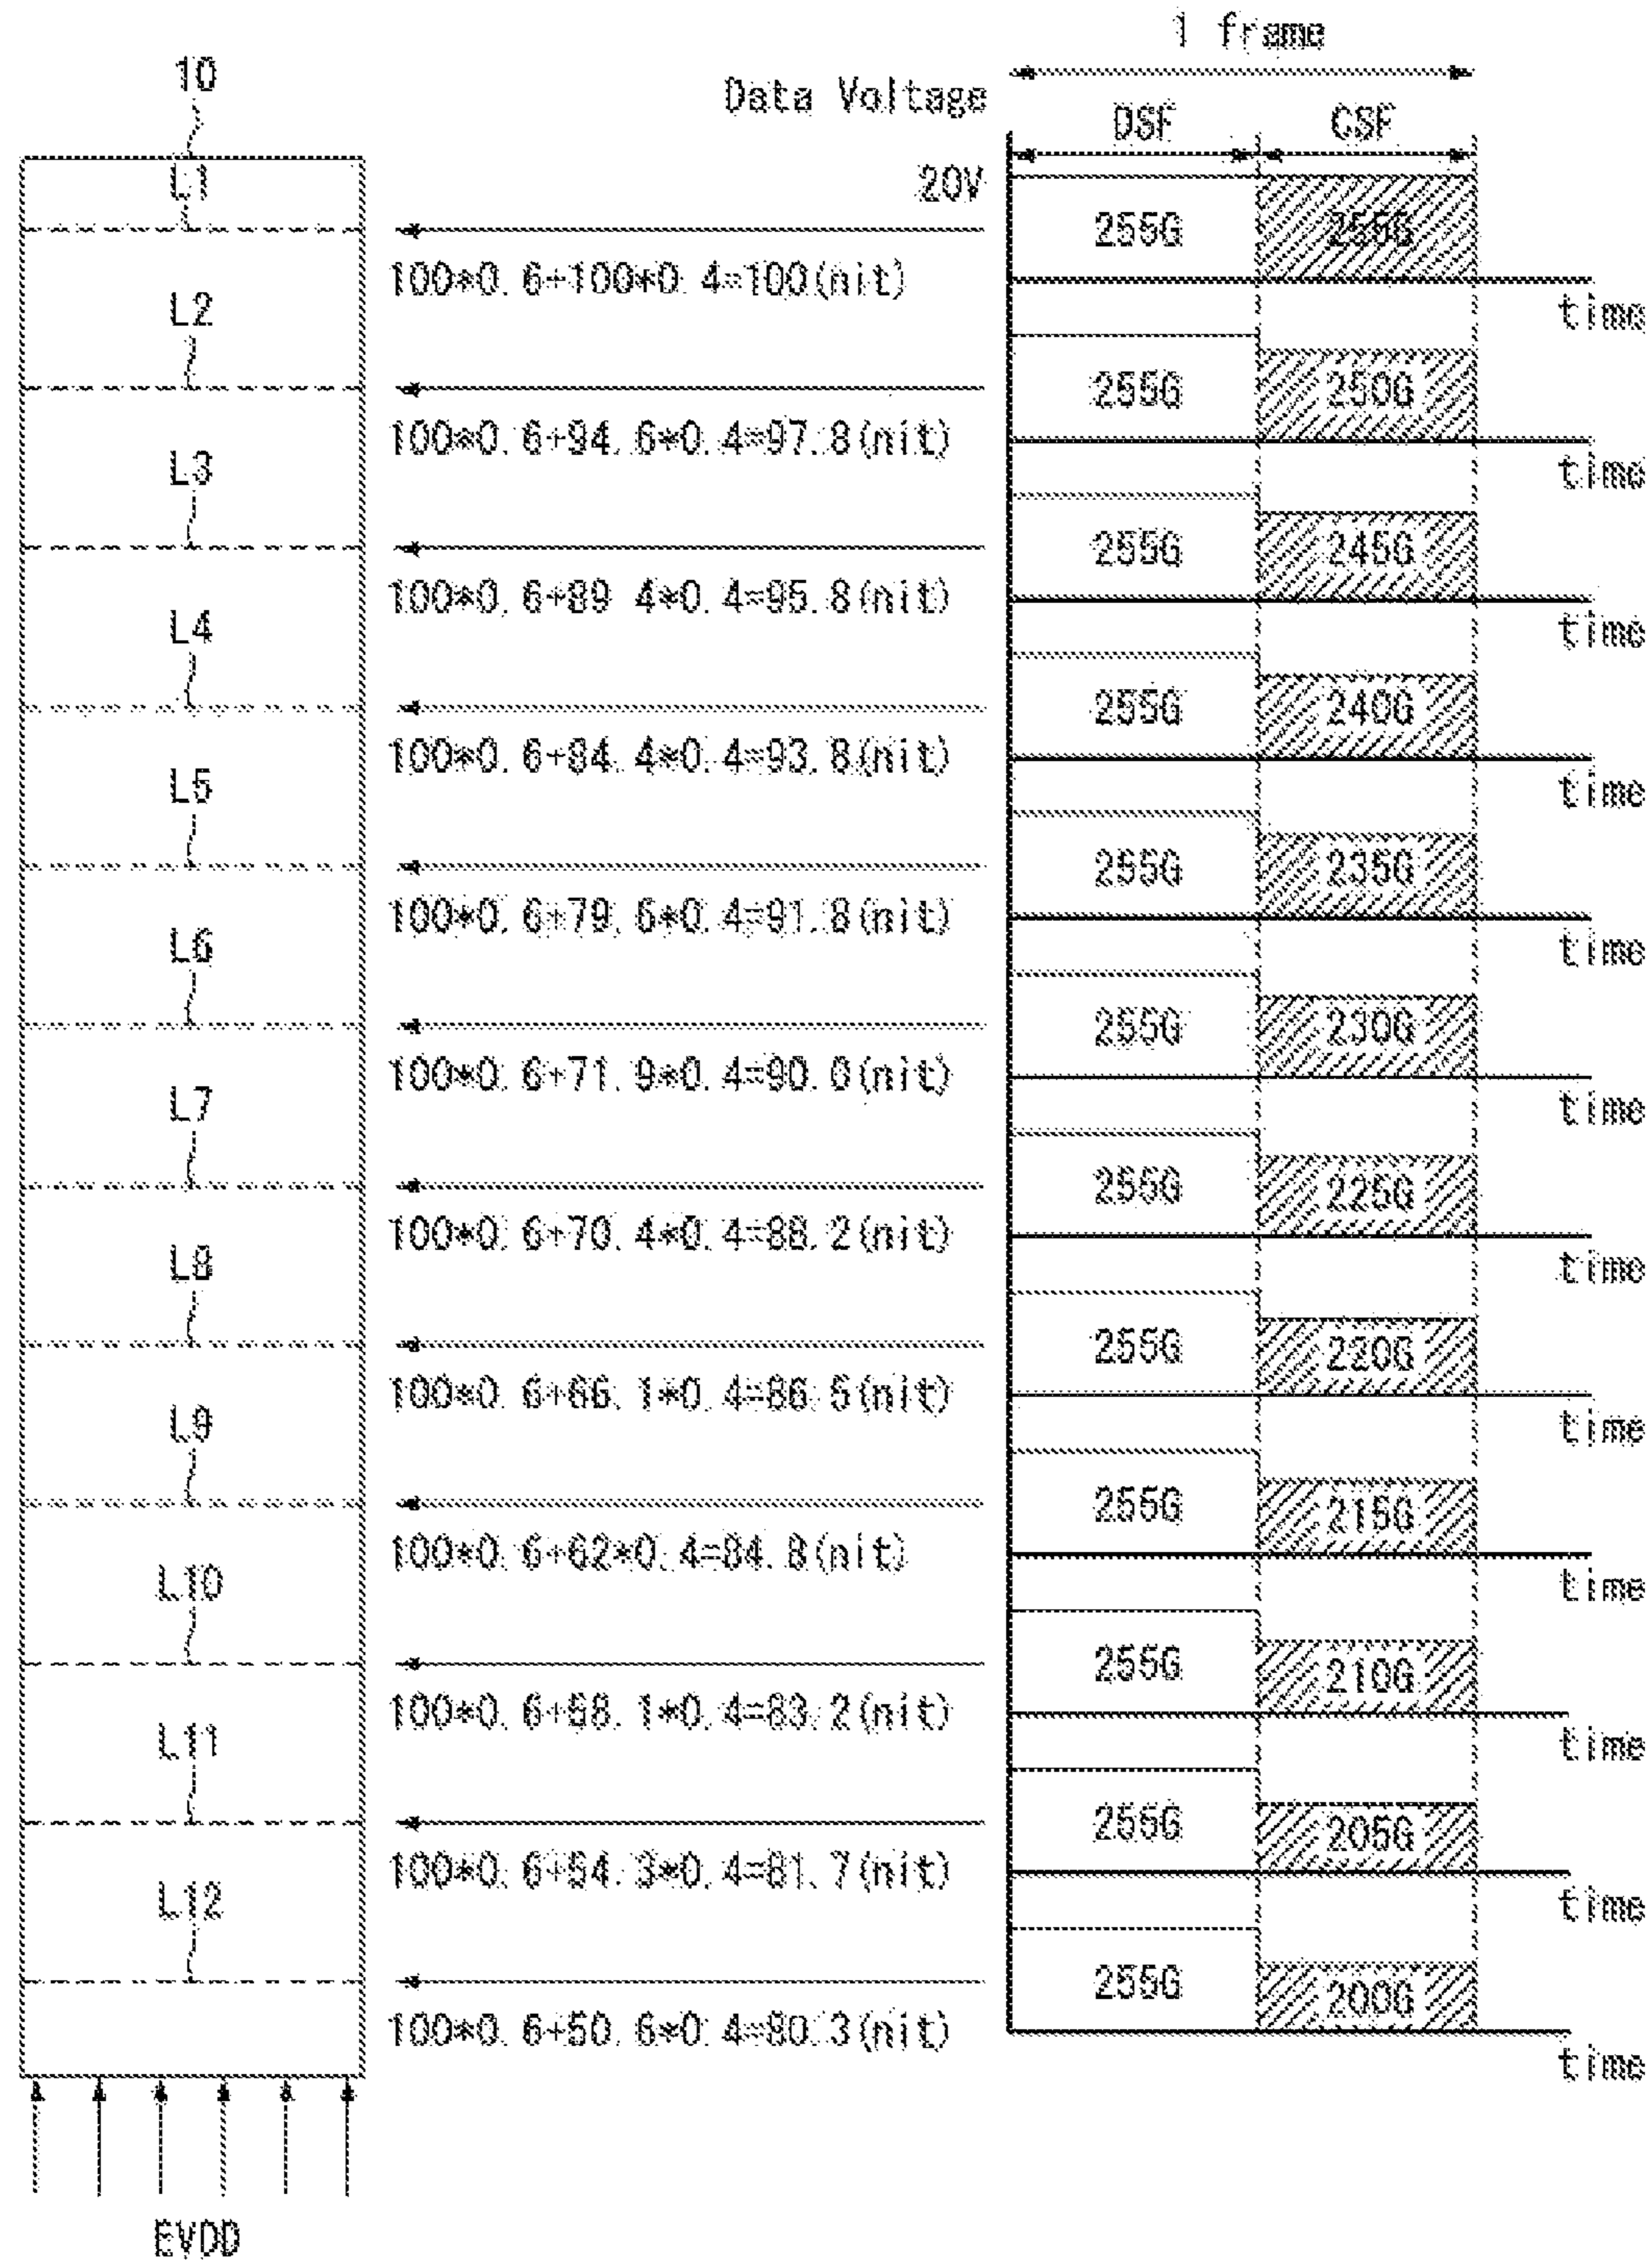 1 frame
10
Data Voltage
DSF
CSF
L1
20V
255G
255G
100*0.6+100*0.4=100(nit)
time
L2
255G
250G
100*0.6+94.6*0.4=97.8(nit)
time
L3
255G
245G
100*0.6+89 4*0.4=95.8(nit)
time
L4
255G
240G
100*0.6+84.4*0.4=93.8(nit)
time
L5
255G
235G
100*0.6+79.6*0.4=91.8(nit)
time
L6
255G
230G
100*0.6+71.9*0.4=90.0(nit)
time
L7
255G
225G
100*0.6+70.4*0.4=88.2(nit)
time
L8
255G
220G
100*0.6+66.1*0.4=86.5(nit)
time
L9
255G
215G
100*0.6+62*0.4=84.8(nit)
time
L10
255G
210G
100*0.6+58.1*0.4=83.2(nit)
time
L11
255G
205G
100*0.6+54.3*0.4=81.7(nit)
time
L12
255G
200G
100*0.6+50.6*0.4=80.3(nit)
time
EVDD